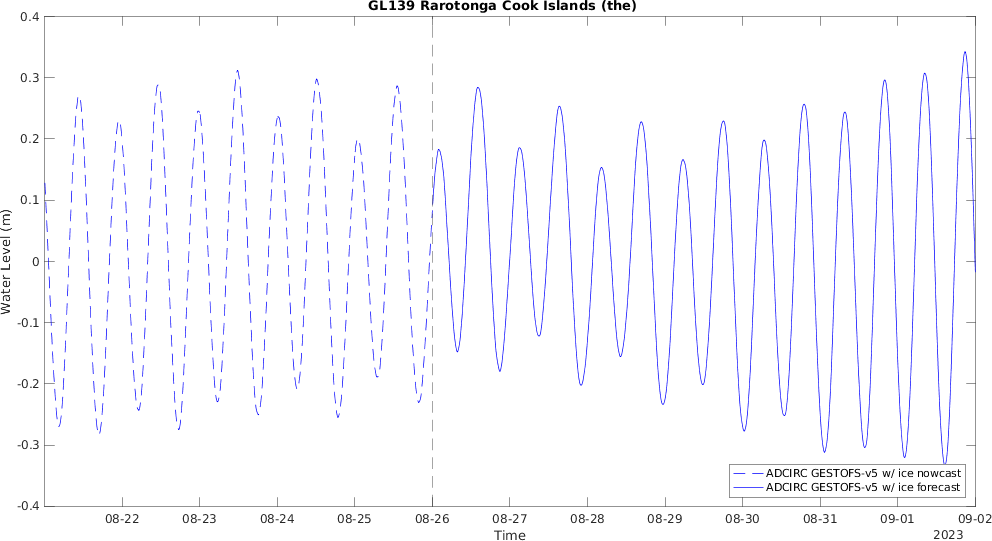 GL139 Rarotonga Cook Islands (the)
0.4
0.3
0.2
0.1
0
-0.1
-0.2
-0.3
-0.4
Water Level (m)
08-22 08-23 08-24 08-25 08-26 08-27 08-28 08-29 08-30 08-31 09-01 09-02
Time
2023
ADCIRC GESTOFS-v5 w/ ice nowcast
ADCIRC GESTOFS-v5 w/ ice forecast